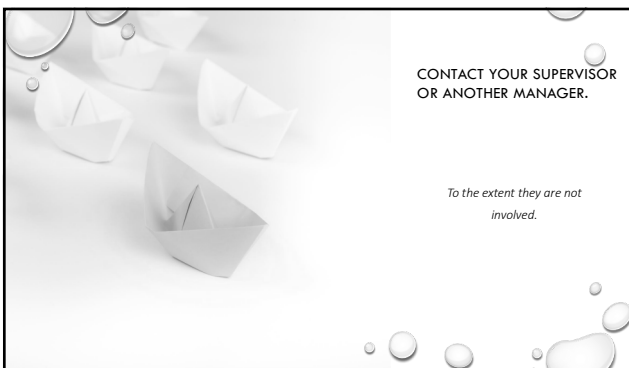 CONTACT YOUR SUPERVISOR
OR ANOTHER MANAGER.
To the extent they are not
involved.